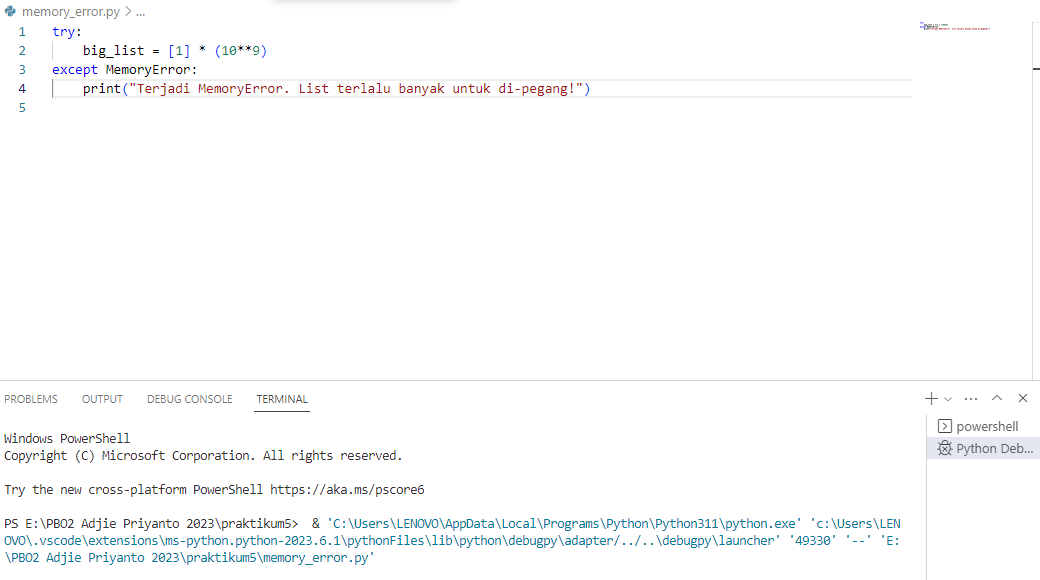 memory_error.py > ...
1 try:
2 big_list = [1] * (10**9)
3 except MemoryError:
4 print("Terjadi MemoryError. List terlalu banyak untuk di-pegang!")
5
PROBLEMS OUTPUT DEBUG CONSOLE TERMINAL
powershell
Python Deb...
Windows PowerShell
Copyright (C) Microsoft Corporation. All rights reserved.
Try the new cross-platform PowerShell https://aka.ms/pscore6
PS E:\PBO2 Adjie Priyanto 2023\praktikum5>  & 'C:\Users\LENOVO\AppData\Local\Programs\Python\Python311\python.exe' 'c:\Users\LEN
OVO\.vscode\extensions\ms-python.python-2023.6.1\pythonFiles\lib\python\debugpy\adapter/../..\debugpy\launcher' '49330' '--' 'E:
\PBO2 Adjie Priyanto 2023\praktikum5\memory_error.py'